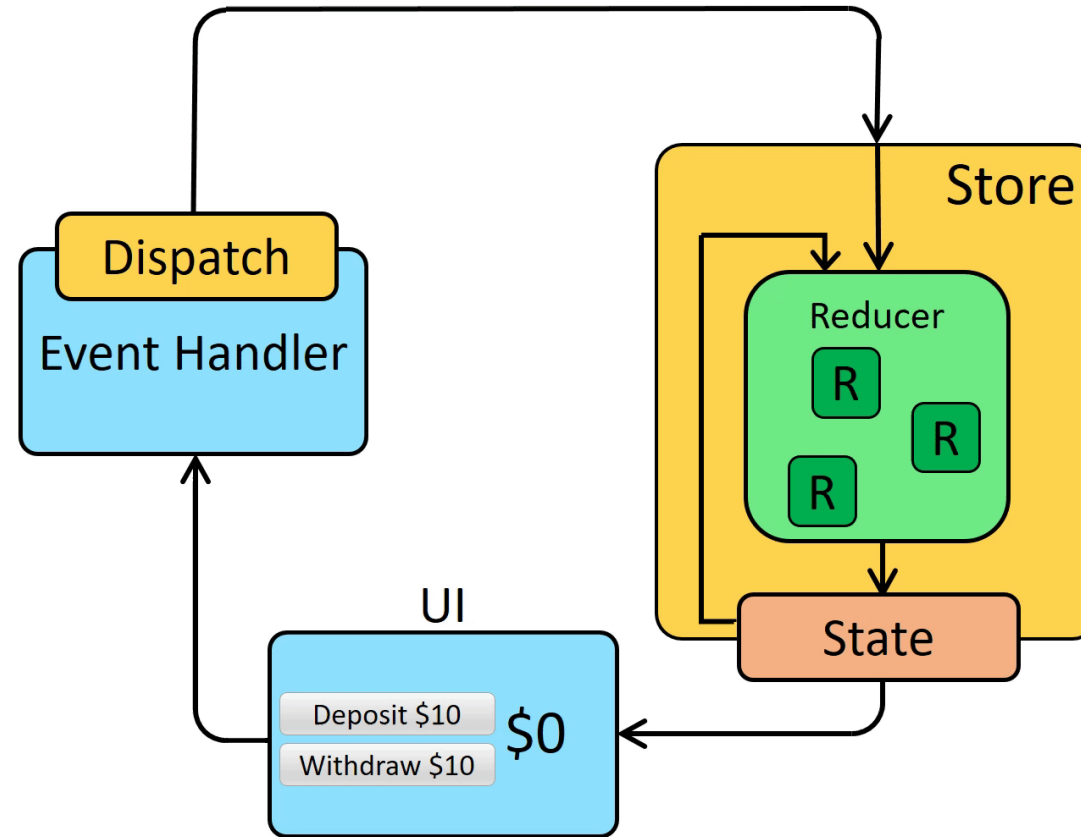 Store
Dispatch
Event Handler
Reducer
R
R
R
State
UI
Deposit $10
$0
Withdraw $10